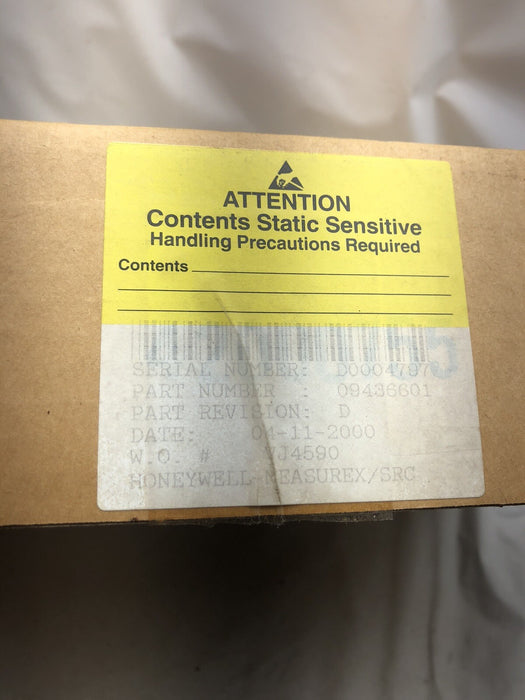 ATTENTION
Contents Static Sensitive
Handling Precautions Required
Contents
SERIAL NUMBER: D0004797
PART NUMBER : 09436601
PART REVISION: D
DATE: 04-11-2000
W.O. # VJ4590
HONEYWELL-MEASUREX/SRC